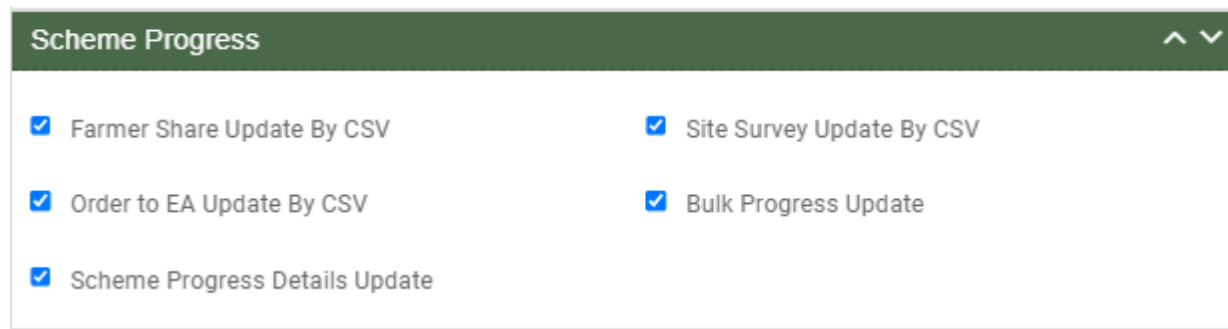 Scheme Progress
Farmer Share Update By CSV
Site Survey Update By CSV
Order to EA Update By CSV
Bulk Progress Update
Scheme Progress Details Update